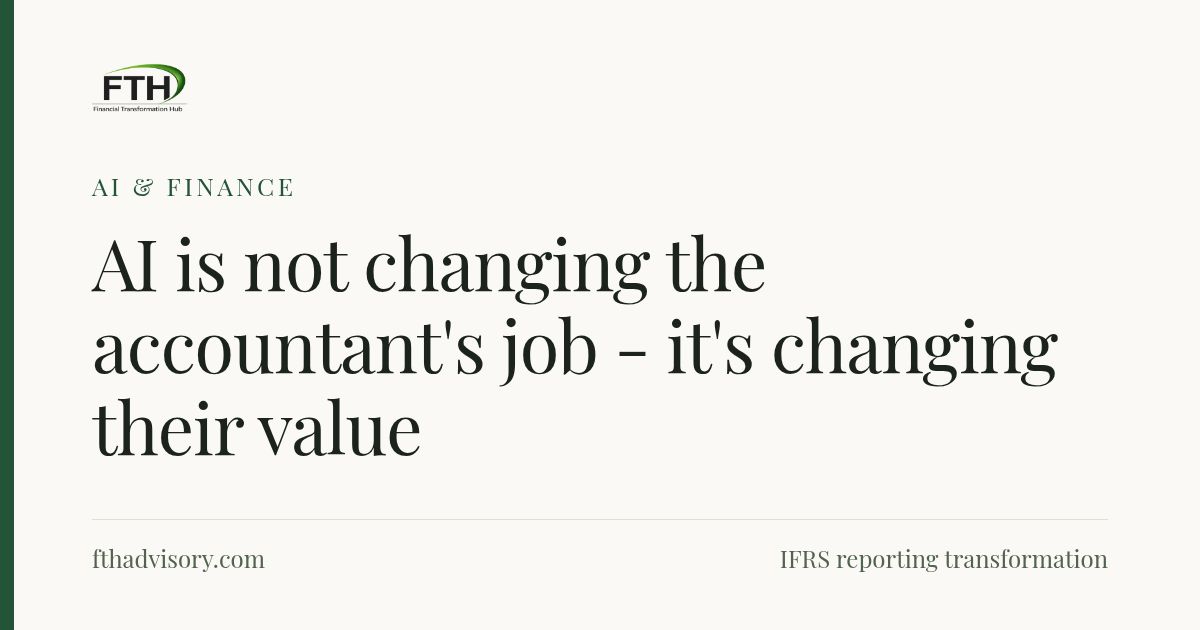 FTH
Financial Transformation Hub
AI & FINANCE
AI is not changing the
accountant's job - it's changing
their value
fthadvisory.com
IFRS reporting transformation